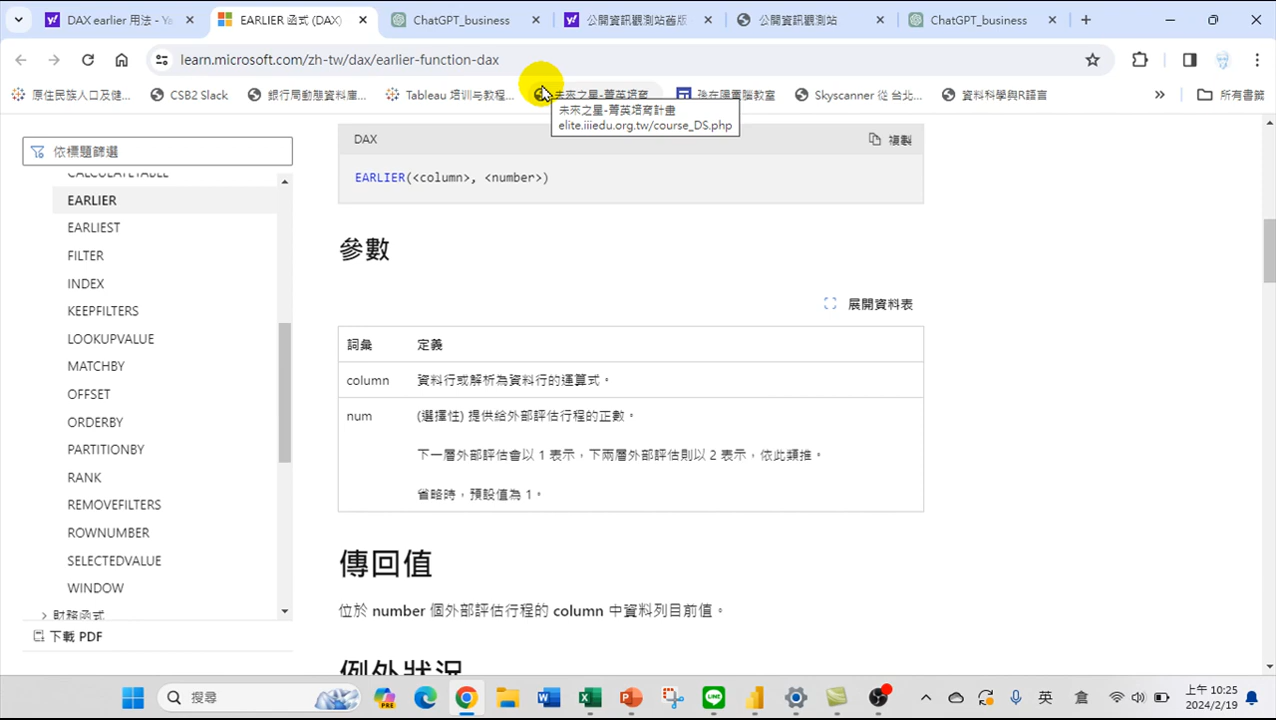 DAX earlier 用法 - Ya
EARLIER 函式 (DAX)
ChatGPT_business
公開資訊觀測站舊版
公開資訊觀測站
ChatGPT_business
learn.microsoft.com/zh-tw/dax/earlier-function-dax
原住民族人口及健...
CSB2 Slack
銀行局動態資料庫...
Tableau 培训与教程...
未來之星-菁英培育
Skyscanner 從 台北...
資料科學與R語言
所有書籤
未來之星-菁英培育計畫
elite.iiiedu.org.tw/course_DS.php
依標題篩選
CALCULATETABLE
EARLIER
EARLIEST
FILTER
INDEX
KEEPFILTERS
LOOKUPVALUE
MATCHBY
OFFSET
ORDERBY
PARTITIONBY
RANK
REMOVEFILTERS
ROWNUMBER
SELECTEDVALUE
WINDOW
財務函式
下載 PDF
DAX
複製
EARLIER(<column>, <number>)
參數
展開資料表
詞彙 定義
column 資料行或解析為資料行的運算式。
num (選擇性) 提供給外部評估行程的正數。
下一層外部評估會以 1 表示，下兩層外部評估則以 2 表示，依此類推。
省略時，預設值為 1。
傳回值
位於 number 個外部評估行程的 column 中資料列目前值。
例外狀況
搜尋
PRE
英
上午 10:25
2024/2/19